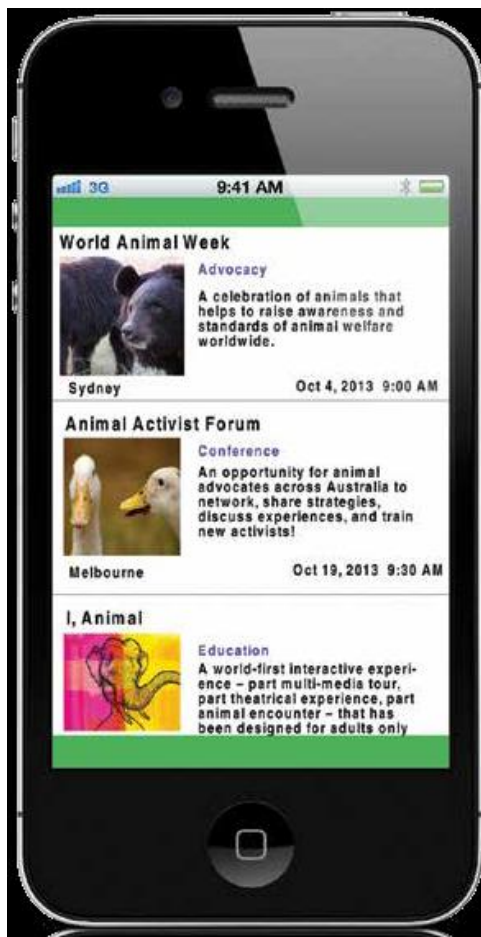 3G 9:41 AM
World Animal Week
Advocacy
A celebration of animals that
helps to raise awareness and
standards of animal welfare
worldwide.
Sydney Oct 4, 2013 9:00 AM
Animal Activist Forum
Conference
An opportunity for animal
advocates across Australia to
network, share strategies,
discuss experiences, and train
new activists!
Melbourne Oct 19, 2013 9:30 AM
I, Animal
Education
A world-first interactive experi-
ence – part multi-media tour,
part theatrical experience, part
animal encounter – that has
been designed for adults only